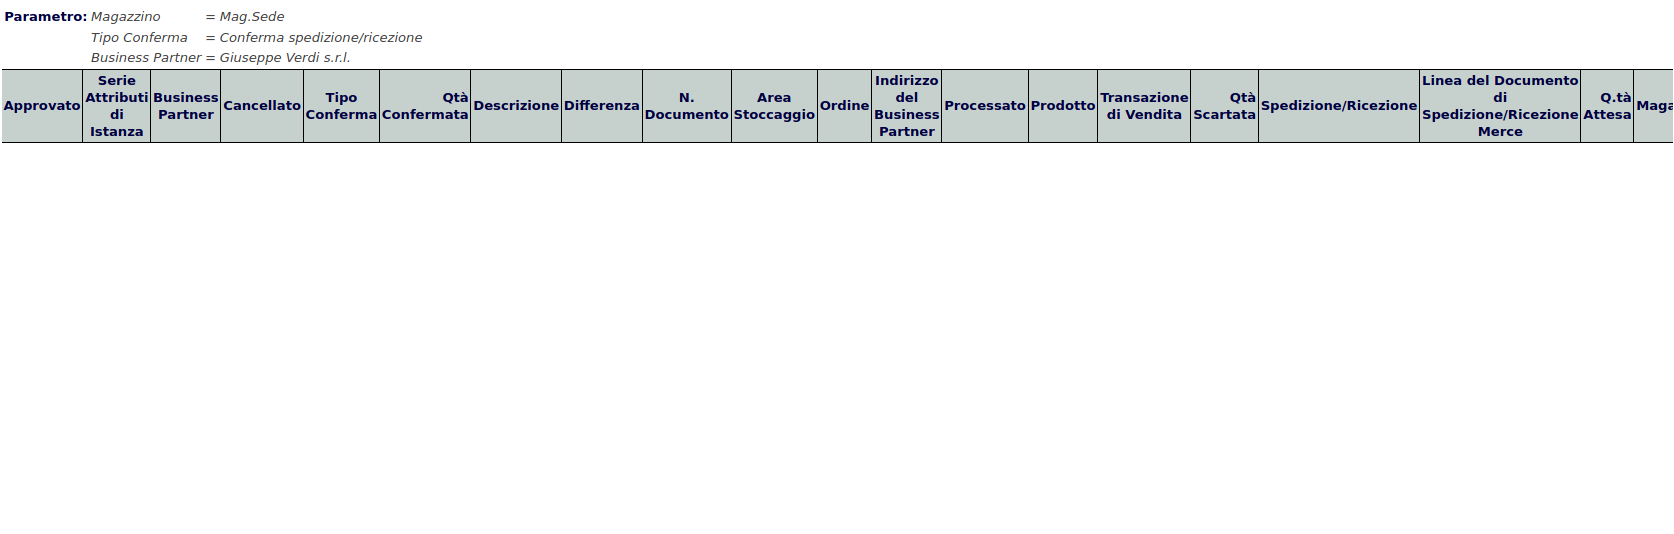 Parametro: Magazzino = Mag.Sede
Tipo Conferma = Conferma spedizione/ricezione
Business Partner = Giuseppe Verdi s.r.l.
Approvato
Serie
Attributi
di
Istanza
Business
Partner
Cancellato
Tipo
Conferma
Qtà
Confermata
Descrizione
Differenza
N.
Documento
Area
Stoccaggio
Ordine
Indirizzo
del
Business
Partner
Processato
Prodotto
Transazione
di Vendita
Qtà
Scartata
Spedizione/Ricezione
Linea del Documento
di
Spedizione/Ricezione
Merce
Q.tà
Attesa
Maga